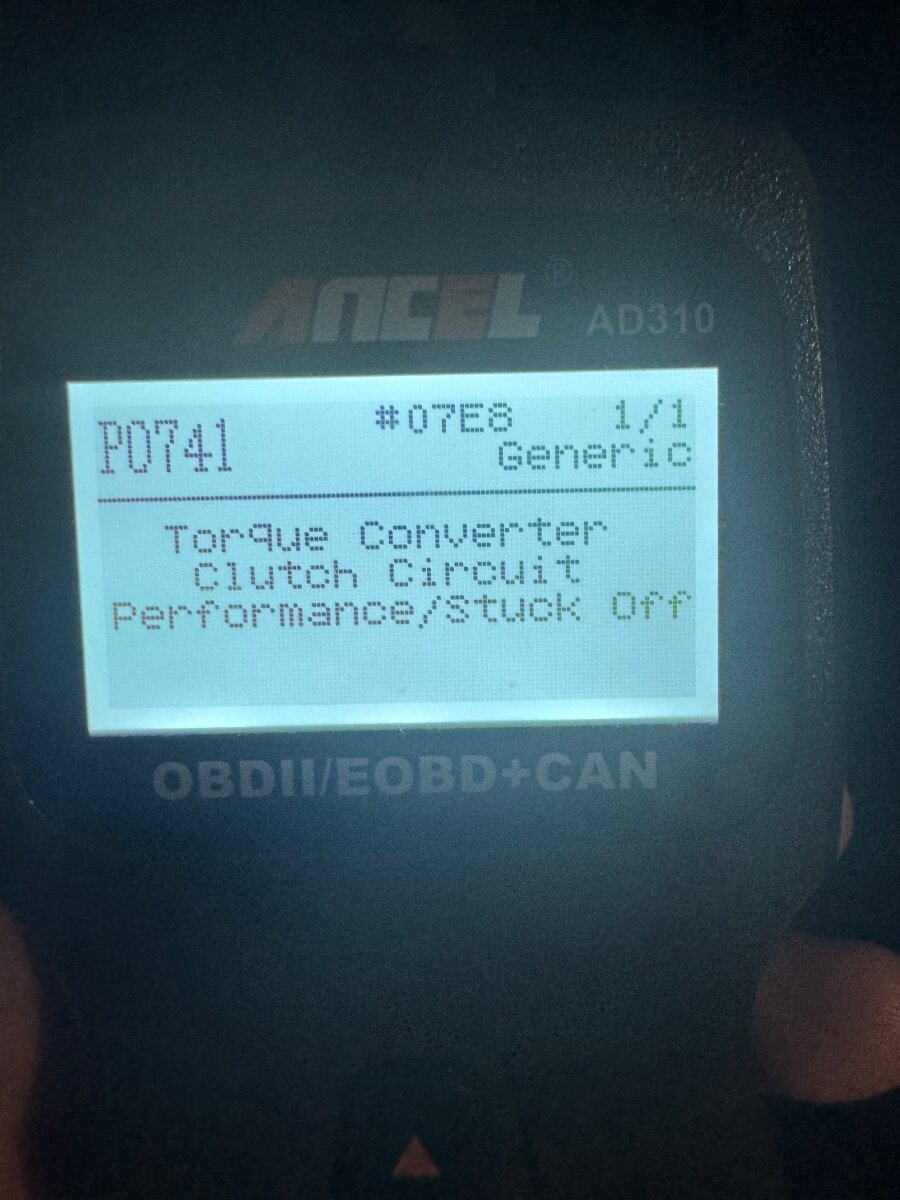 ANCEL® AD310
P0741 #07E8 1/1
Generic
Torque Converter
Clutch Circuit
Performance/Stuck Off
OBDII/EOBD+CAN